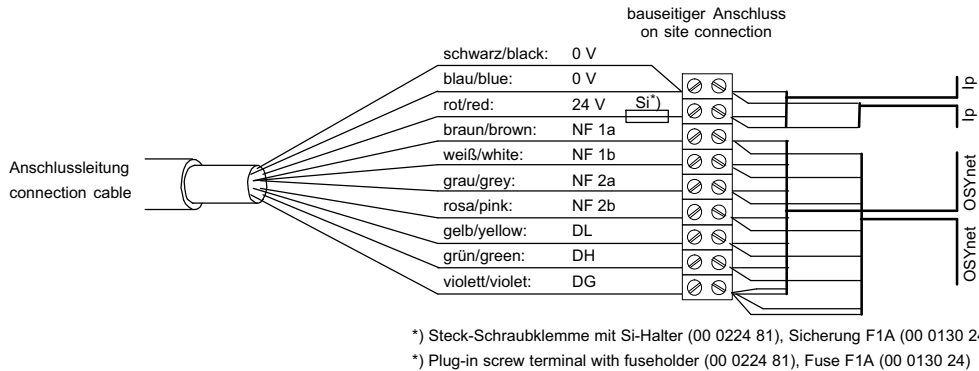 bauseitiger Anschluss
on site connection
schwarz/black: 0 V
blau/blue: 0 V
rot/red: 24 V Si*)
braun/brown: NF 1a
weiß/white: NF 1b
grau/grey: NF 2a
rosa/pink: NF 2b
gelb/yellow: DL
grün/green: DH
violett/violet: DG
Anschlussleitung
connection cable
Ip
Ip
OSYnet
OSYnet
*) Steck-Schraubklemme mit Si-Halter (00 0224 81), Sicherung F1A (00 0130 24
*) Plug-in screw terminal with fuseholder (00 0224 81), Fuse F1A (00 0130 24)